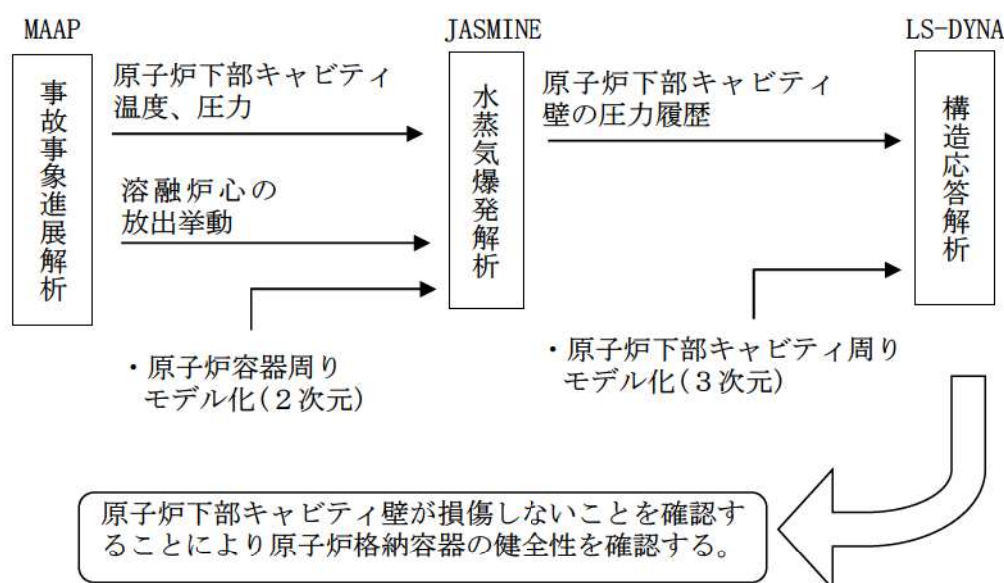 MAAP
JASMINE
LS-DYNA
事故事象進展解析
原子炉下部キャビティ
温度、圧力
溶融炉心の
放出挙動
水蒸気爆発解析
原子炉下部キャビティ
壁の圧力履歴
構造応答解析
・原子炉容器周り
モデル化(２次元)
・原子炉下部キャビティ周り
モデル化(３次元)
原子炉下部キャビティ壁が損傷しないことを確認す
ることにより原子炉格納容器の健全性を確認する。